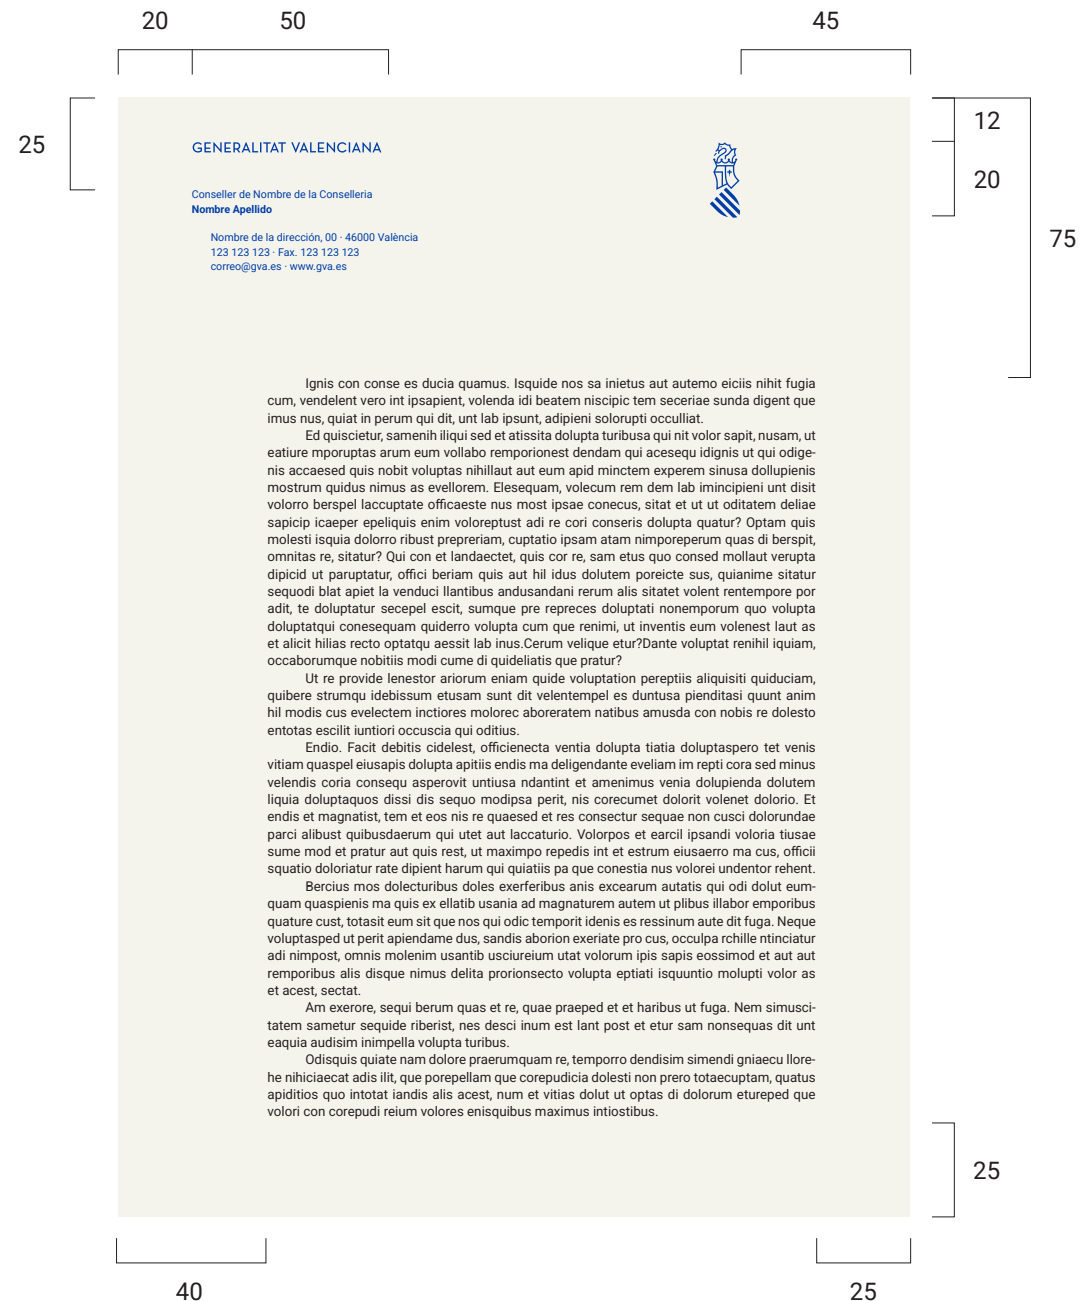 20
50
45
25
12
20
75
GENERALITAT VALENCIANA
Conseller de Nombre de la Conselleria
Nombre Apellido
Nombre de la dirección, 00 · 46000 València
123 123 123 · Fax. 123 123 123
correo@gva.es · www.gva.es
Ignis con conse es ducia quamus. Isquide nos sa inietus aut autemo eiciis nihit fugia
cum, vendelent vero int ipsapient, volenda idi beatem niscipic tem seceriae sunda digent que
imus nus, quiat in perum qui dit, unt lab ipsunt, adipieni solorupti occulliat.
Ed quiscietur, samenih iliqui sed et atissita dolupta turibusa qui nit volor sapit, nusam, ut
eatiure mporuptas arum eum vollabo remporionest dendam qui acesequ idignis ut qui odige-
nis accaesed quis nobit voluptas nihillaut aut eum apid minctem experem sinusa dollupienis
mostrum quidus nimus as evellorem. Elesequam, volecum rem dem lab imincipieni unt disit
volorro berspel laccuptate officaeste nus most ipsae conecus, sitat et ut ut oditatem deliae
sapicip icaeper epeliquis enim voloreptust adi re cori conseris dolupta quatur? Optam quis
molesti isquia dolorro ribust prepreriam, cuptatio ipsam atam nimporeperum quas di berspit,
omnitas re, sitatur? Qui con et landaectet, quis cor re, sam etus quo consed mollaut verupta
dipicid ut paruptatur, offici beriam quis aut hil idus dolutem poreicte sus, quianime sitatur
sequodi blat apiet la venduci llantibus andusandani rerum alis sitatet volent rentempore por
adit, te doluptatur secepel escit, sumque pre repreces doluptati nonemporum quo volupta
doluptatqui conesequam quiderro volupta cum que renimi, ut inventis eum volenest laut as
et alicit hilias recto optatqu aessit lab inus.Cerum velique etur?Dante voluptat renihil iquiam,
occaborumque nobitiis modi cume di quideliatis que pratur?
Ut re provide lenestor ariorum eniam quide voluptation pereptiis aliquisiti quiduciam,
quibere strumqu idebissum etusam sunt dit velentempel es duntusa pienditasi quunt anim
hil modis cus evelectem inctiores molorec aboreratem natibus amusda con nobis re dolesto
entotas escilit iuntiori occuscia qui oditius.
Endio. Facit debitis cidelest, officienecta ventia dolupta tiatia doluptaspero tet venis
vitiam quaspel eiusapis dolupta apitiis endis ma deligendante eveliam im repti cora sed minus
velendis coria consequ asperovit untiusa ndantint et amenimus venia dolupienda dolutem
liquia doluptaquos dissi dis sequo modipsa perit, nis corecumet dolorit volenet dolorio. Et
endis et magnatist, tem et eos nis re quaesed et res consectur sequae non cusci dolorundae
parci alibust quibusdaerum qui utet aut laccaturio. Volorpos et earcil ipsandi voloria tiusae
sume mod et pratur aut quis rest, ut maximpo repedis int et estrum eiusaerro ma cus, officii
squatio doloriatur rate dipient harum qui quiatiis pa que conestia nus volorei undentor rehent.
Bercius mos dolecturibus doles exerferibus anis excearum autatis qui odi dolut eum-
quam quaspienis ma quis ex ellatib usania ad magnaturem autem ut plibus illabor emporibus
quature cust, totasit eum sit que nos qui odic temporit idenis es ressinum aute dit fuga. Neque
voluptasped ut perit apiendame dus, sandis aborion exeriate pro cus, occulpa rchille ntinciatur
adi nimpost, omnis molenim usantib usciureium utat volorum ipis sapis eossimod et aut aut
remporibus alis disque nimus delita prorionsecto volupta eptiati isquuntio molupti volor as
et acest, sectat.
Am exerore, sequi berum quas et re, quae praeped et et haribus ut fuga. Nem simusci-
tatem sametur sequide riberist, nes desci inum est lant post et etur sam nonsequas dit unt
eaquia audisim inimpella volupta turibus.
Odisquis quiate nam dolore praerumquam re, temporro dendisim simendi gniaecu llore-
he nihiciaecat adis ilit, que porepellam que corepudicia dolesti non prero totaecuptam, quatus
apiditios quo intotat iandis alis acest, num et vitias dolut ut optas di dolorum etureped que
volori con corepudi reium volores enisquibus maximus intiostibus.
25
40
25